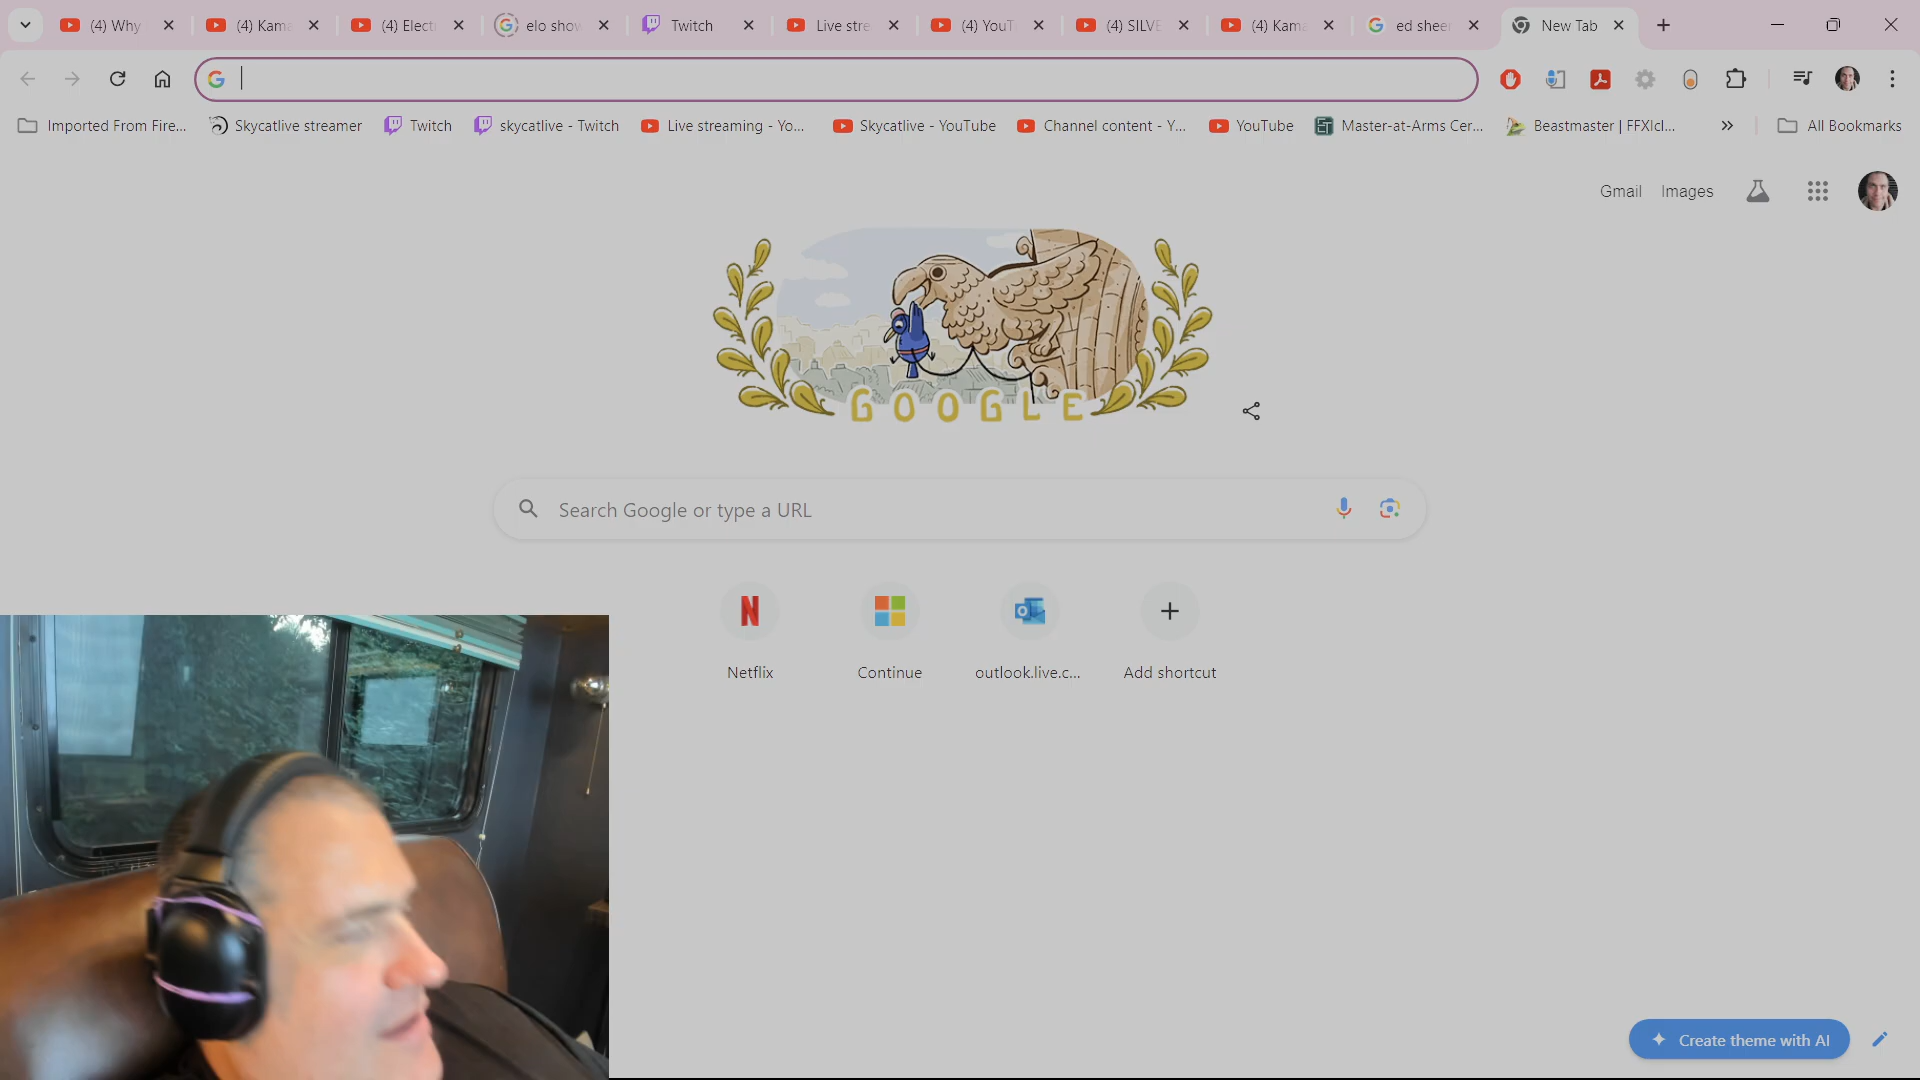 (4) Why
(4) Kama
(4) Elect
elo show
Twitch
Live stre
(4) YouT
(4) SILVE
(4) Kama
ed sheer
New Tab
Imported From Fire...
Skycatlive streamer
Twitch
skycatlive - Twitch
Live streaming - Yo...
Skycatlive - YouTube
Channel content - Y...
YouTube
Master-at-Arms Cer...
Beastmaster | FFXIcl...
All Bookmarks
Gmail
Images
GOOGLE
Search Google or type a URL
Netflix
Continue
outlook.live.c...
Add shortcut
Create theme with AI